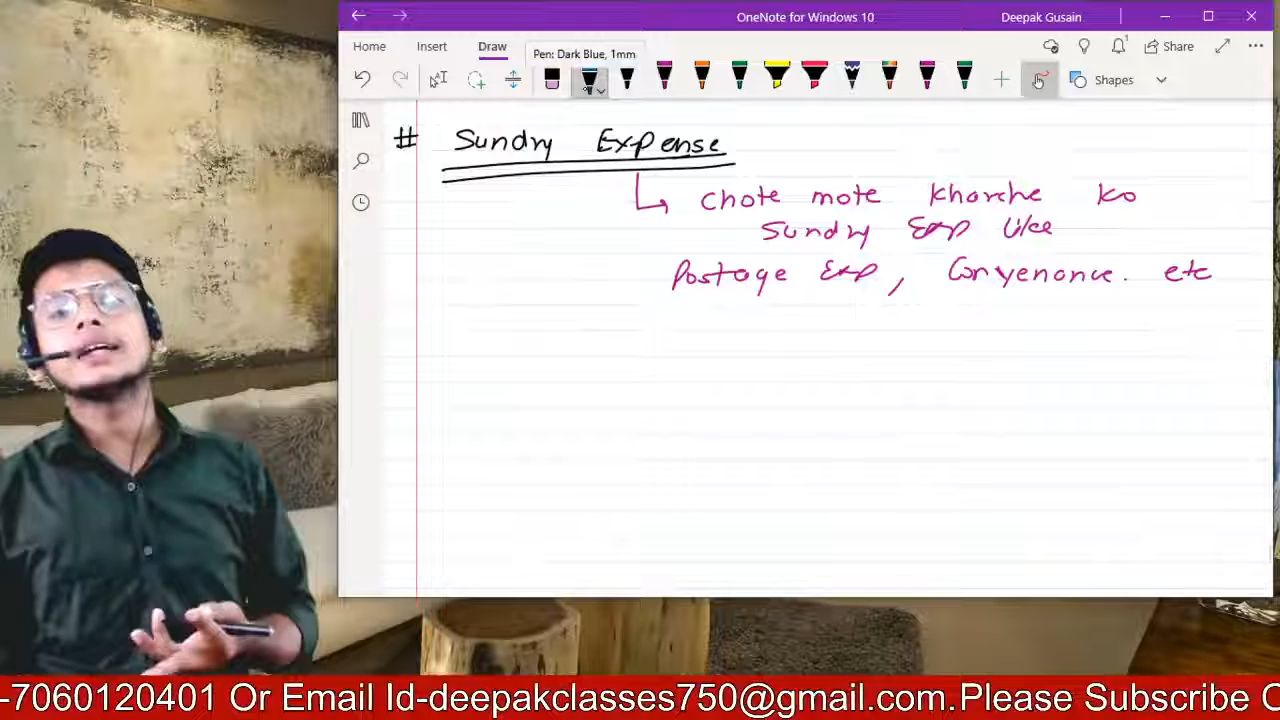 OneNote for Windows 10
Deepak Gusain
Home
Insert
Draw
Pen: Dark Blue, 1mm
Share
Shapes
# Sundry Expense
Chote mote kharche ko
Sundry Exp like
Postage Exp, Convenance. etc
-7060120401 Or Email Id-deepakclasses750@gmail.com.Please Subscribe C